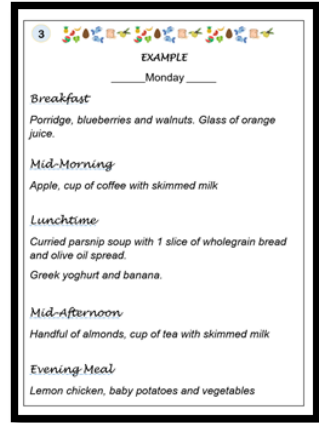 3
EXAMPLE
______Monday _____
Breakfast
Porridge, blueberries and walnuts. Glass of orange
juice.
Mid-Morning
Apple, cup of coffee with skimmed milk
Lunchtime
Curried parsnip soup with 1 slice of wholegrain bread
and olive oil spread.
Greek yoghurt and banana.
Mid-Afternoon
Handful of almonds, cup of tea with skimmed milk
Evening Meal
Lemon chicken, baby potatoes and vegetables